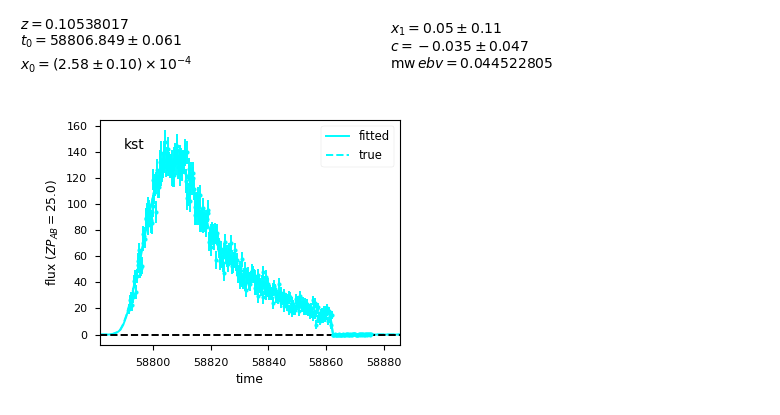 z = 0.10538017
t₀ = 58806.849 ± 0.061
x₀ = (2.58 ± 0.10) × 10⁻⁴
x₁ = 0.05 ± 0.11
c = −0.035 ± 0.047
mw ebv = 0.044522805
kst
fitted
true
160
140
120
100
80
60
40
20
0
flux (ZP_AB = 25.0)
58800 58820 58840 58860 58880
time